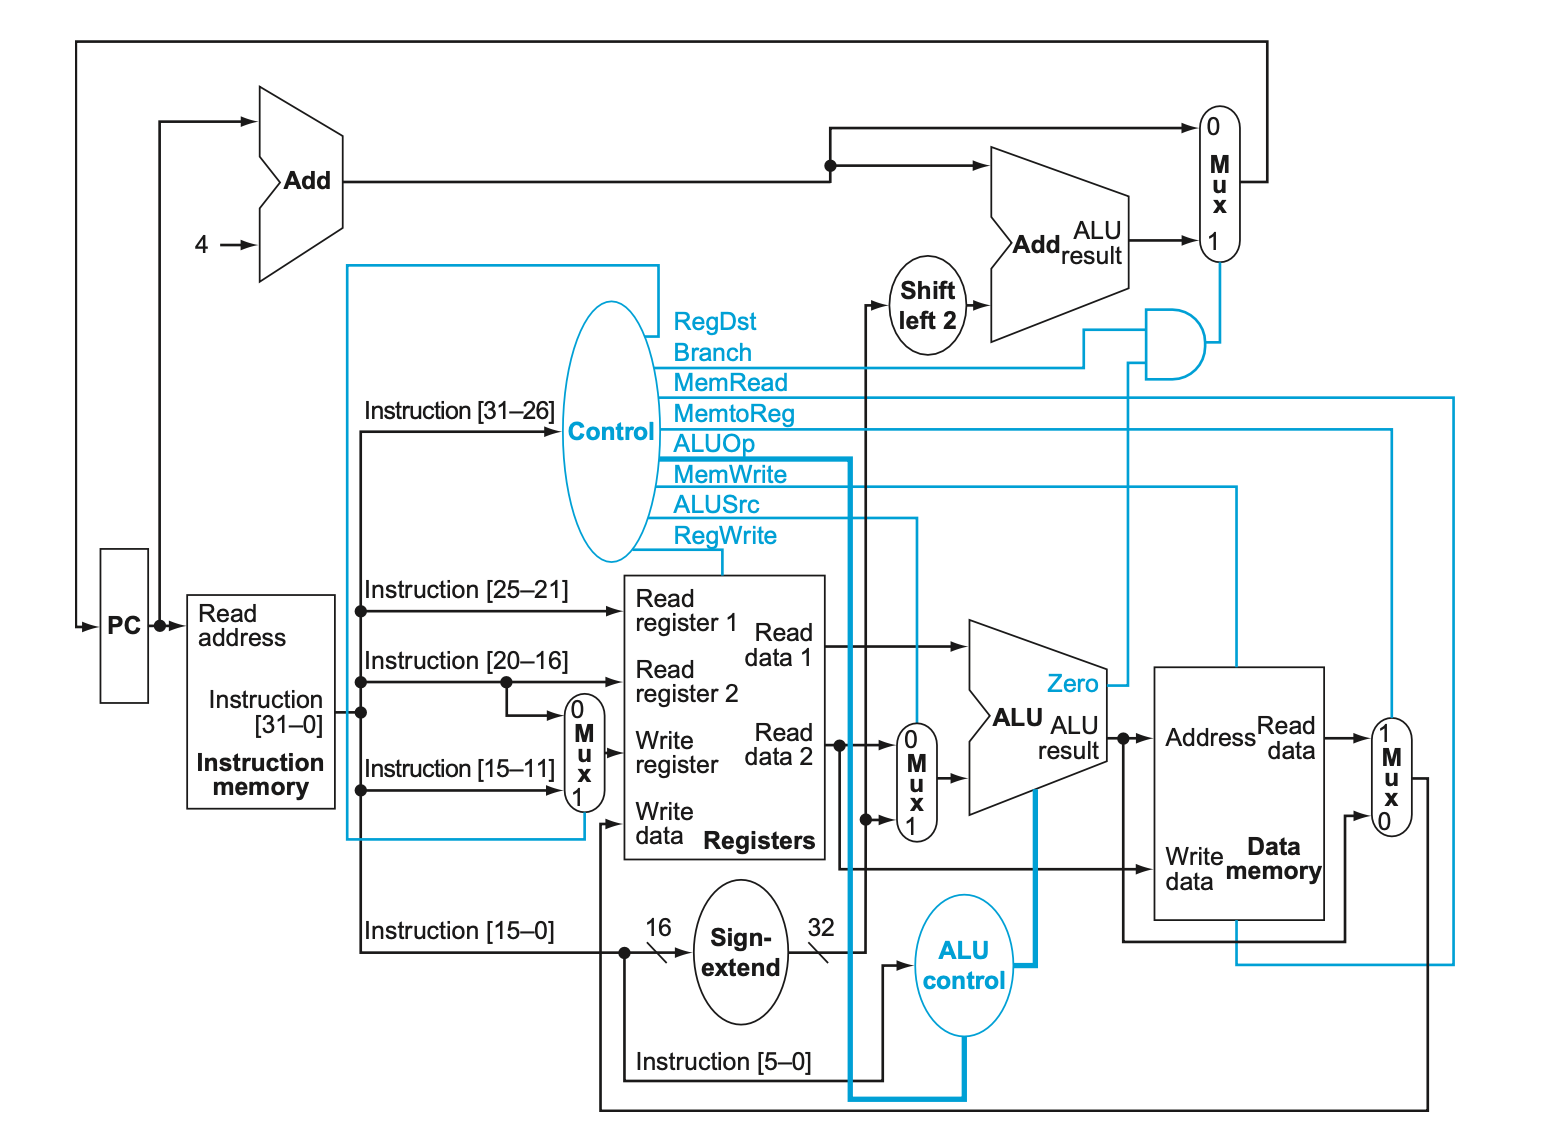 0
M
u
x
1
Add
ALU
Add result
4
Shift
left 2
RegDst
Branch
MemRead
MemtoReg
ALUOp
MemWrite
ALUSrc
RegWrite
Instruction [31–26]
Control
Instruction [25–21]
PC
Read
address
Read
register 1
Read
data 1
Instruction [20–16]
Read
register 2
Instruction
[31–0]
Instruction
memory
0
M
u
x
1
Write
register
Read
data 2
Instruction [15–11]
Write
data
Registers
0
M
u
x
1
Zero
ALU
ALU
result
Address
Read
data
Write
data
Data
memory
1
M
u
x
0
Instruction [15–0]
16
Sign-
extend
32
ALU
control
Instruction [5–0]